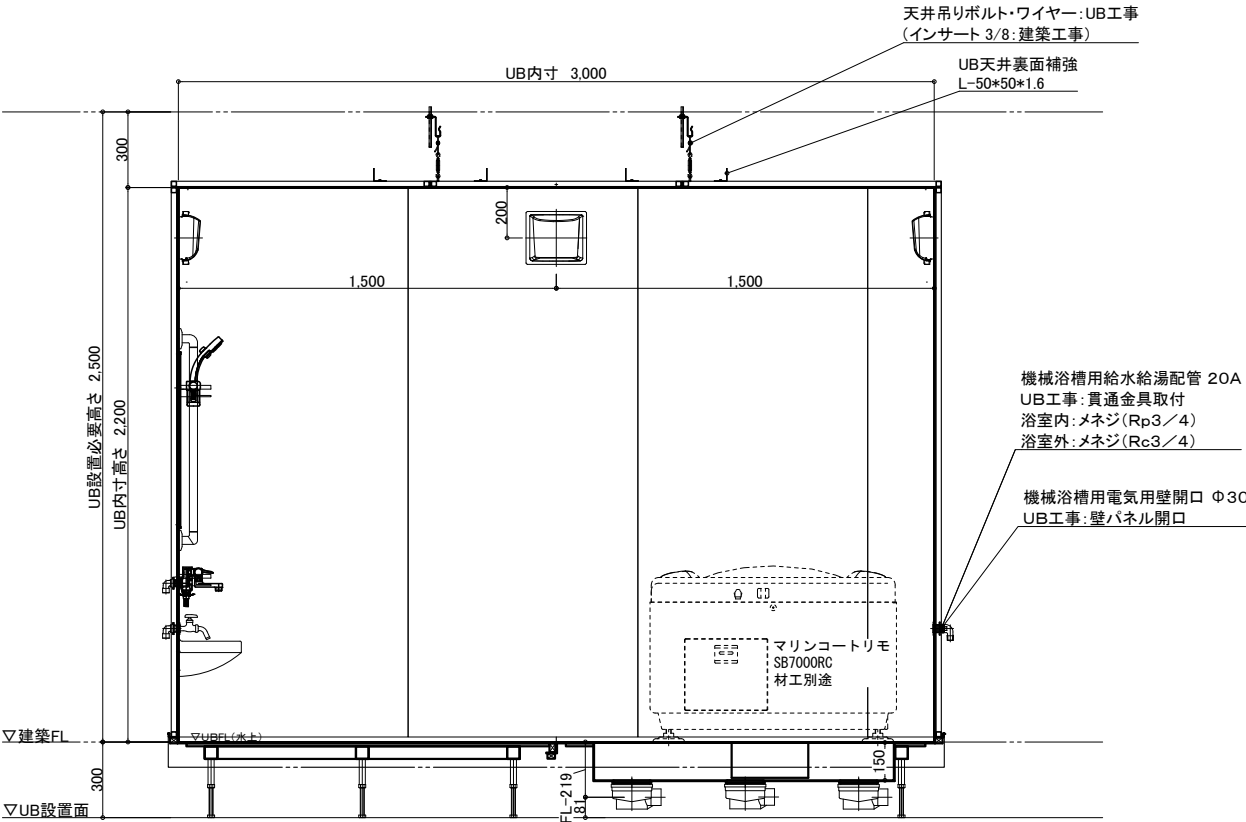 天井吊りボルト・ワイヤー:UB工事
(インサート 3/8:建築工事)
UB天井裏面補強
L-50*50*1.6
UB内寸 3,000
300
200
1,500
1,500
UB設置必要高さ 2,500
UB内寸高さ 2,200
機械浴槽用給水給湯配管 20A
UB工事:貫通金具取付
浴室内:メネジ(Rp3/4)
浴室外:メネジ(Rc3/4)
機械浴槽用電気用壁開口 Φ30
UB工事:壁パネル開口
マリンコートリモ
SB7000RC
材工別途
▽建築FL
▽UBFL(水上)
300
150
FL-219
81
▽UB設置面